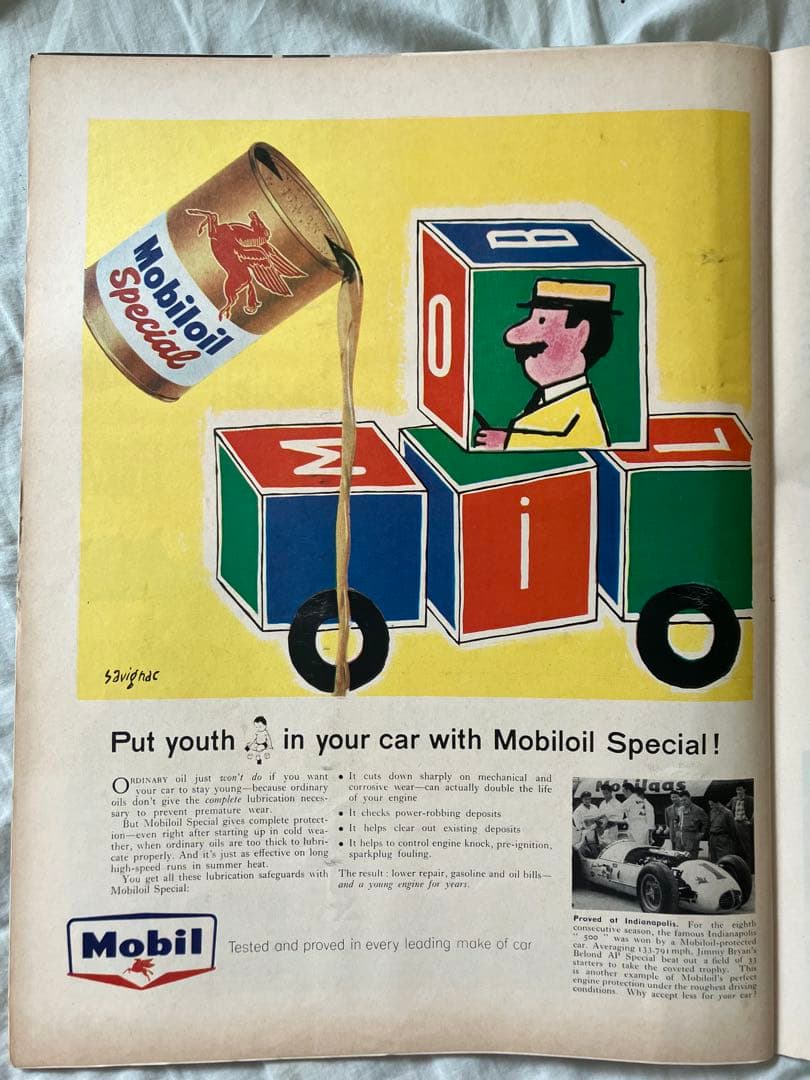 Mobiloil
Special
B
O
M
i
L
Savignac
Put youth in your car with Mobiloil Special!
ORDINARY oil just won't do if you want
your car to stay young—because ordinary
oils don't give the complete lubrication neces-
sary to prevent premature wear.
But Mobiloil Special gives complete protect-
ion—even right after starting up in cold wea-
ther, when ordinary oils are too thick to lubri-
cate properly. And it's just as effective on long
high-speed runs in summer heat.
You get all these lubrication safeguards with
Mobiloil Special:
• It cuts down sharply on mechanical and
corrosive wear—can actually double the life
of your engine
• It checks power-robbing deposits
• It helps clear out existing deposits
• It helps to control engine knock, pre-ignition,
sparkplug fouling.
The result : lower repair, gasoline and oil bills—
and a young engine for years.
Mobilgas
Proved at Indianapolis. For the eighth
consecutive season, the famous Indianapolis
" 500 " was won by a Mobiloil-protected
car. Averaging 133.791 mph, Jimmy Bryan's
Belond AP Special beat out a field of 33
starters to take the coveted trophy. This
is another example of Mobiloil's perfect
engine protection under the roughest driving
conditions. Why accept less for your car?
Mobil
Tested and proved in every leading make of car